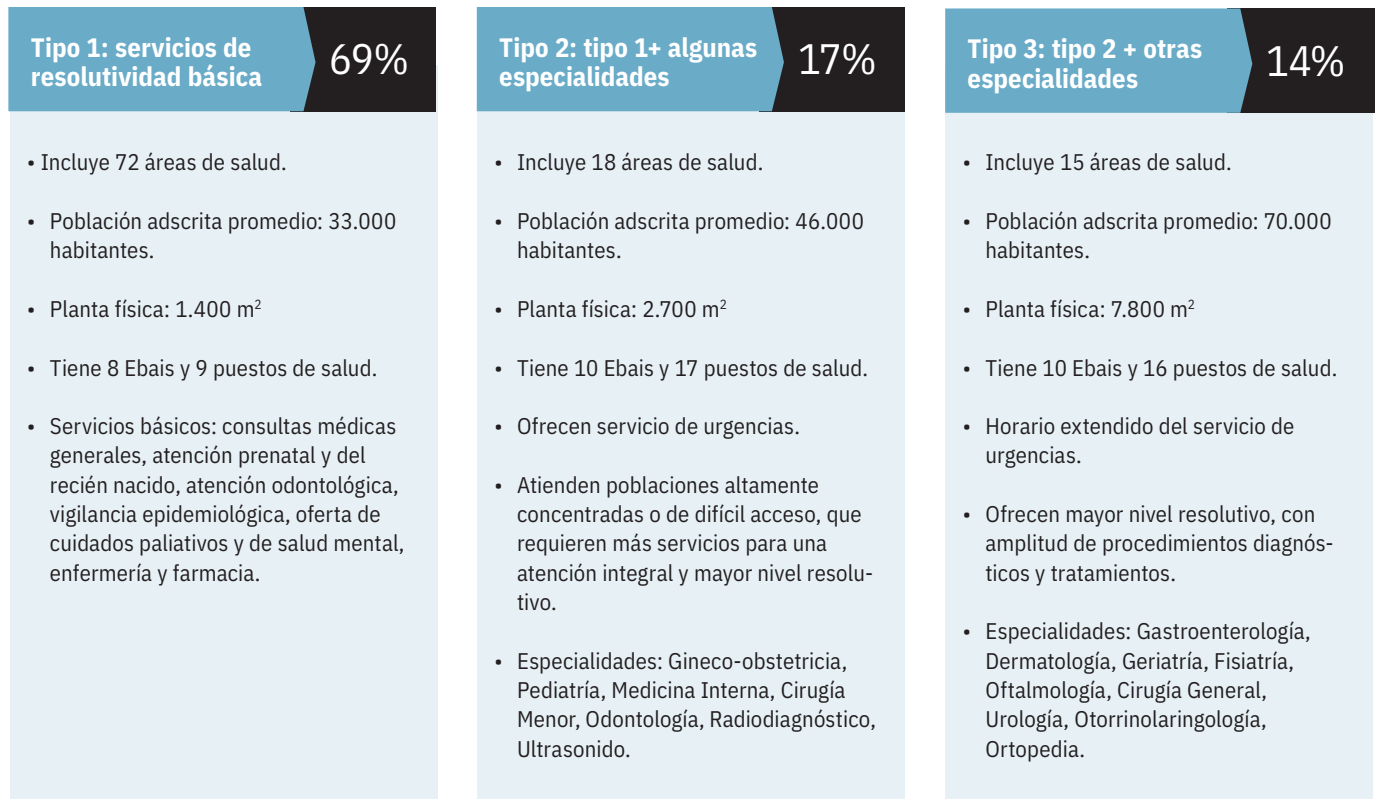 Tipo 1: servicios de
resolutividad básica
69%
• Incluye 72 áreas de salud.
• Población adscrita promedio: 33.000
habitantes.
• Planta física: 1.400 m²
• Tiene 8 Ebais y 9 puestos de salud.
• Servicios básicos: consultas médicas
generales, atención prenatal y del
recién nacido, atención odontológica,
vigilancia epidemiológica, oferta de
cuidados paliativos y de salud mental,
enfermería y farmacia.
Tipo 2: tipo 1+ algunas
especialidades
17%
• Incluye 18 áreas de salud.
• Población adscrita promedio: 46.000
habitantes.
• Planta física: 2.700 m²
• Tiene 10 Ebais y 17 puestos de salud.
• Ofrecen servicio de urgencias.
• Atienden poblaciones altamente
concentradas o de difícil acceso, que
requieren más servicios para una
atención integral y mayor nivel resolu-
tivo.
• Especialidades: Gineco-obstetricia,
Pediatría, Medicina Interna, Cirugía
Menor, Odontología, Radiodiagnóstico,
Ultrasonido.
Tipo 3: tipo 2 + otras
especialidades
14%
• Incluye 15 áreas de salud.
• Población adscrita promedio: 70.000
habitantes.
• Planta física: 7.800 m²
• Tiene 10 Ebais y 16 puestos de salud.
• Horario extendido del servicio de
urgencias.
• Ofrecen mayor nivel resolutivo, con
amplitud de procedimientos diagnós-
ticos y tratamientos.
• Especialidades: Gastroenterología,
Dermatología, Geriatría, Fisiatría,
Oftalmología, Cirugía General,
Urología, Otorrinolaringología,
Ortopedia.